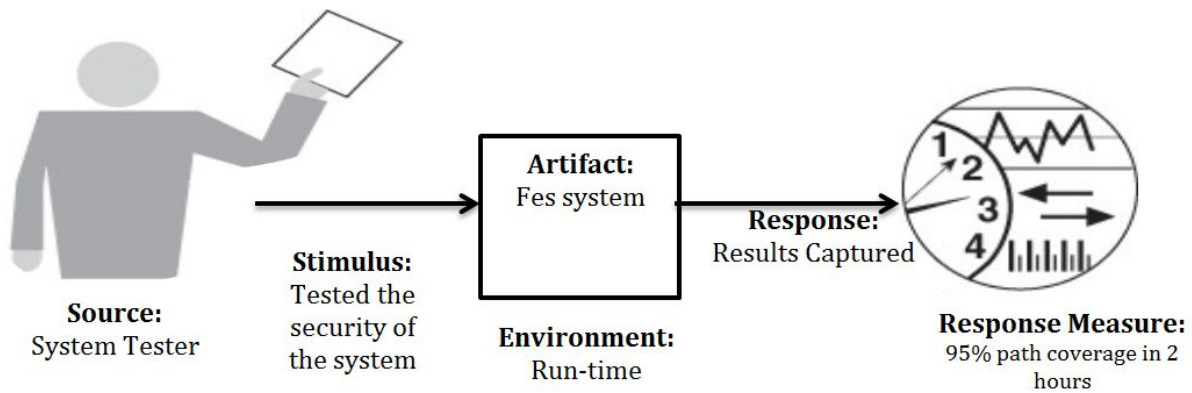 Source:
System Tester
Stimulus:
Tested the
security of
the system
Artifact:
Fes system
Environment:
Run-time
Response:
Results Captured
1
2
3
4
Response Measure:
95% path coverage in 2
hours